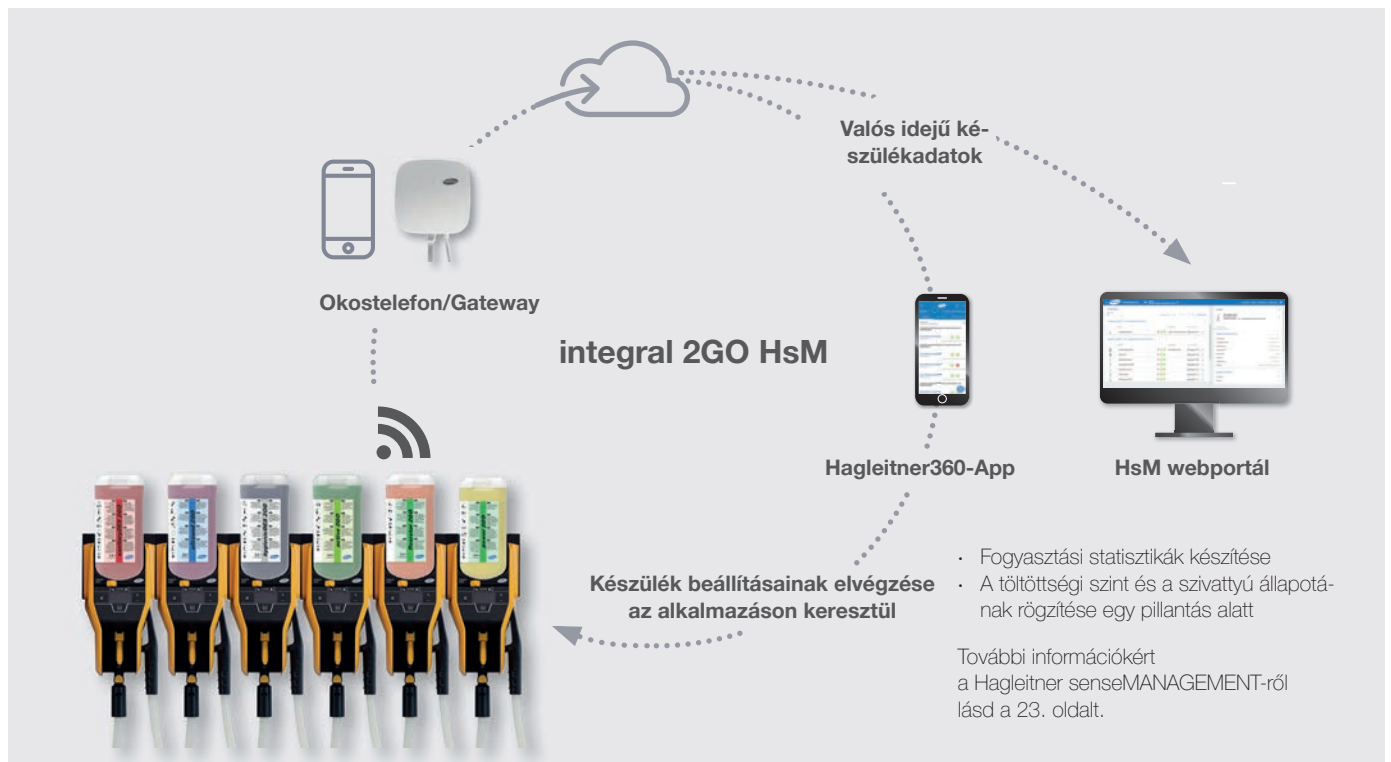 Valós idejű ké-
szülékadatok
Okostelefon/Gateway
integral 2GO HsM
Hagleitner360-App
HsM webportál
Készülék beállításainak elvégzése
az alkalmazáson keresztül
· Fogyasztási statisztikák készítése
· A töltöttségi szint és a szivattyú állapotá-
nak rögzítése egy pillantás alatt
További információkért
a Hagleitner senseMANAGEMENT-ről
lásd a 23. oldalt.